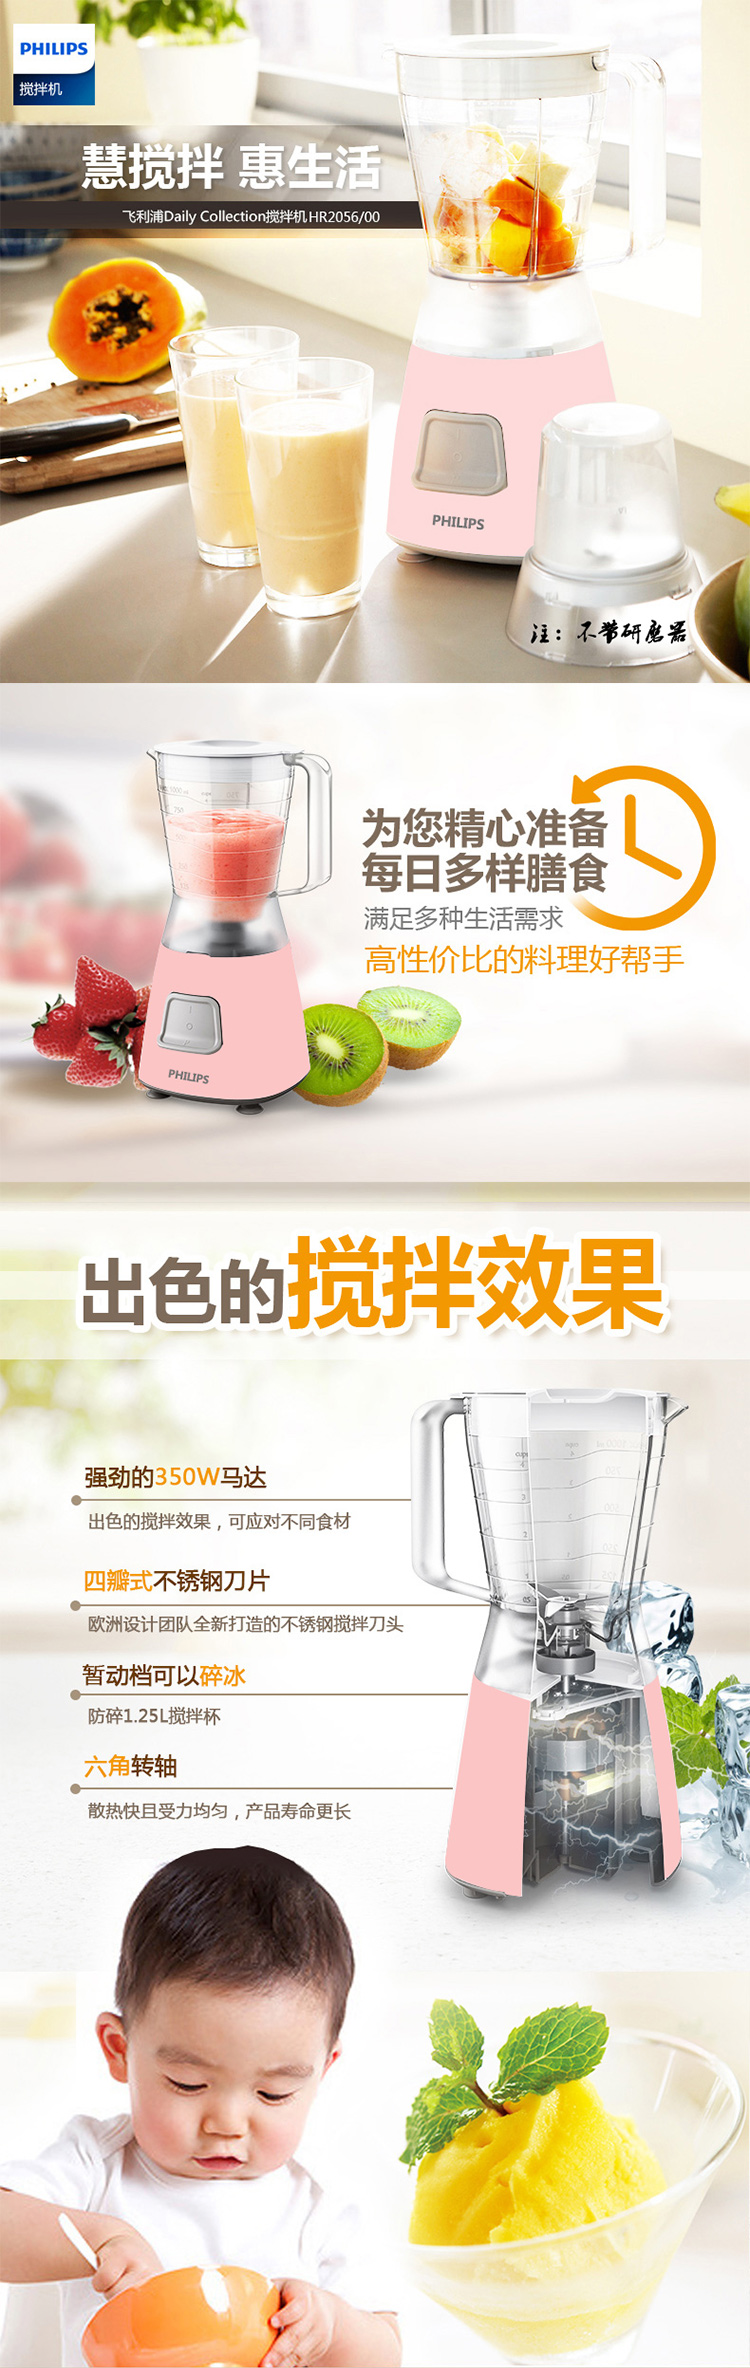 PHILIPS
搅拌机
慧搅拌 惠生活
飞利浦Daily Collection搅拌机HR2056/00
PHILIPS
注：不带研磨器
为您精心准备
每日多样膳食
满足多种生活需求
高性价比的料理好帮手
PHILIPS
出色的搅拌效果
强劲的350W马达
出色的搅拌效果，可应对不同食材
四瓣式不锈钢刀片
欧洲设计团队全新打造的不锈钢搅拌刀头
暂动档可以碎冰
防碎1.25L搅拌杯
六角转轴
散热快且受力均匀，产品寿命更长